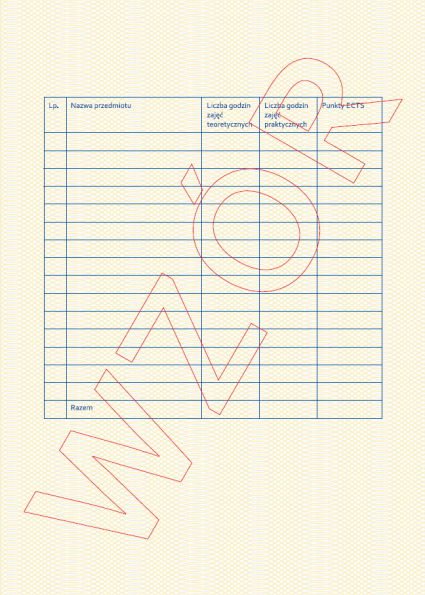 Lp.
Nazwa przedmiotu
Liczba godzin
zajęć
teoretycznych
Liczba godzin
zajęć
praktycznych
Punkty ECTS
Razem
WZÓR